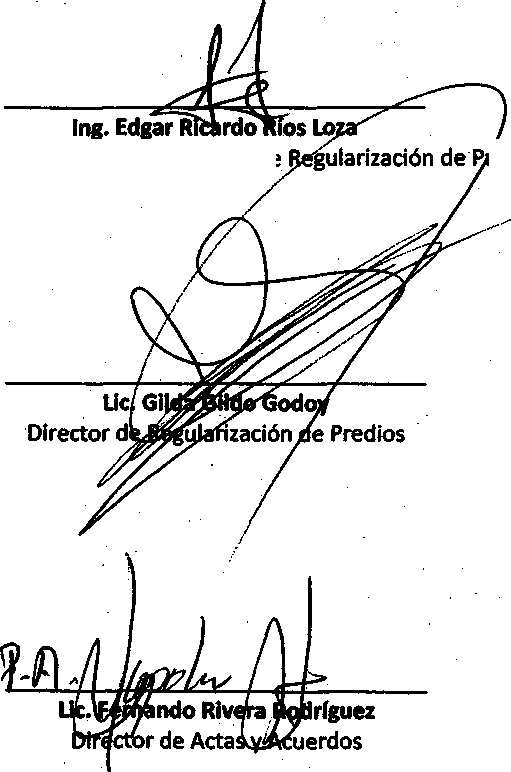 Ing. Edgar Ricardo Ríos Loza
Regularización de
Lic. Gilda Gildo Godoy
Director de Regularización de Predios
P.A.
Lic. Fernando Rivera Rodríguez
Director de Actas y Acuerdos